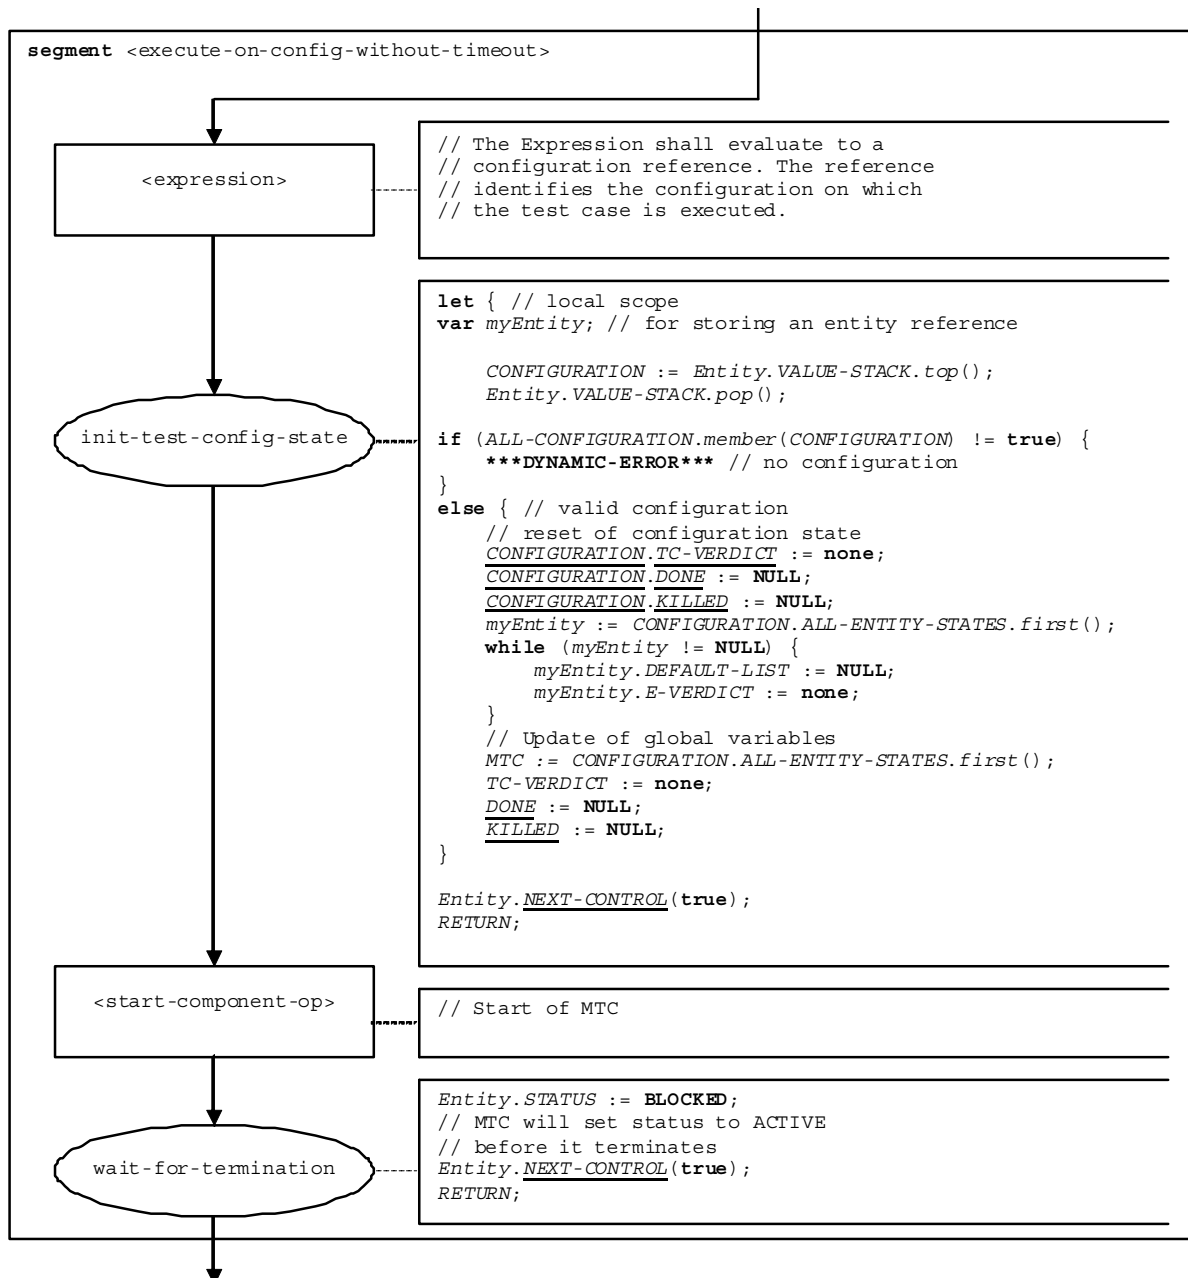 segment <execute-on-config-without-timeout>
<expression>
// The Expression shall evaluate to a
// configuration reference. The reference
// identifies the configuration on which
// the test case is executed.
init-test-config-state
let { // local scope
var myEntity; // for storing an entity reference
CONFIGURATION := Entity.VALUE-STACK.top();
Entity.VALUE-STACK.pop();
if (ALL-CONFIGURATION.member(CONFIGURATION) != true) {
***DYNAMIC-ERROR*** // no configuration
}
else { // valid configuration
// reset of configuration state
CONFIGURATION.TC-VERDICT := none;
CONFIGURATION.DONE := NULL;
CONFIGURATION.KILLED := NULL;
myEntity := CONFIGURATION.ALL-ENTITY-STATES.first();
while (myEntity != NULL) {
myEntity.DEFAULT-LIST := NULL;
myEntity.E-VERDICT := none;
}
// Update of global variables
MTC := CONFIGURATION.ALL-ENTITY-STATES.first();
TC-VERDICT := none;
DONE := NULL;
KILLED := NULL;
}
Entity.NEXT-CONTROL(true);
RETURN;
<start-component-op>
// Start of MTC
wait-for-termination
Entity.STATUS := BLOCKED;
// MTC will set status to ACTIVE
// before it terminates
Entity.NEXT-CONTROL(true);
RETURN;